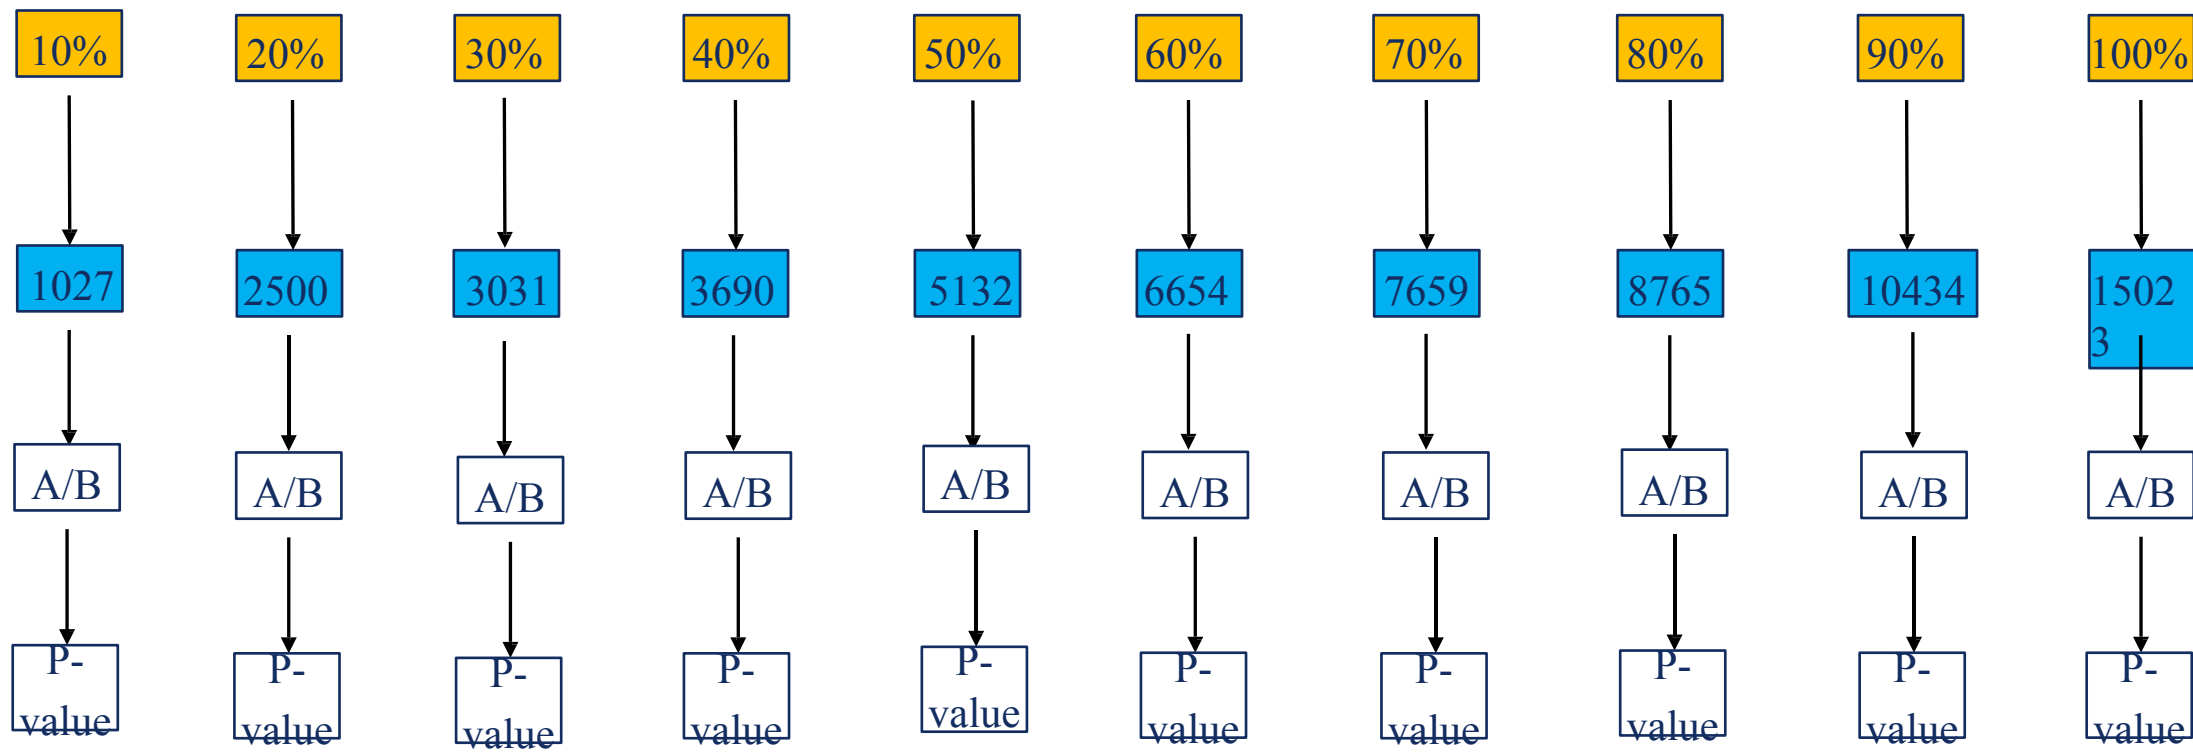 10% 20% 30% 40% 50% 60% 70% 80% 90% 100%
1027 2500 3031 3690 5132 6654 7659 8765 10434 1502
3
A/B A/B A/B A/B A/B A/B A/B A/B A/B A/B
P- P- P- P- P- P- P- P- P- P-
value value value value value value value value value value